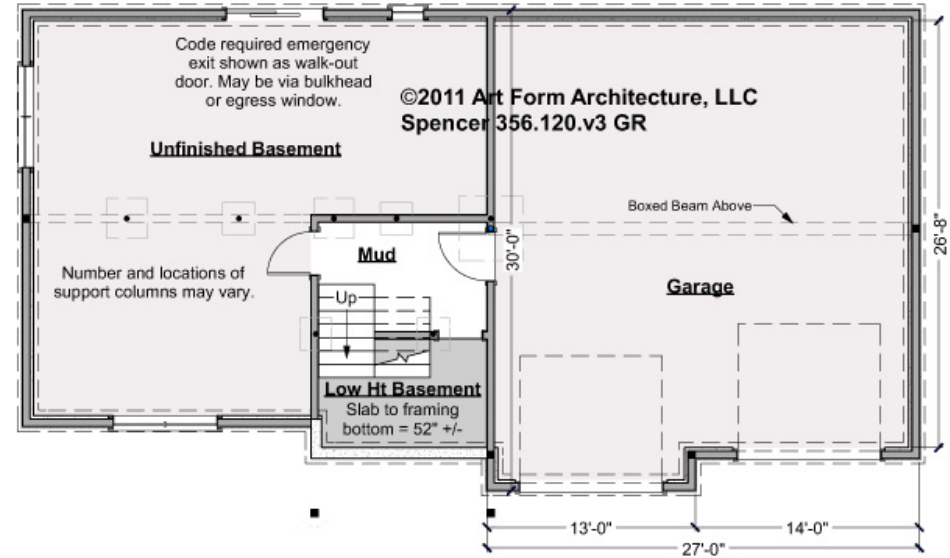 Code required emergency
exit shown as walk-out
door. May be via bulkhead
or egress window.
©2011 Art Form Architecture, LLC
Spencer 356.120.v3 GR
Unfinished Basement
Boxed Beam Above
26'-8"
30'-0"
Mud
Number and locations of
support columns may vary.
Garage
Up
Low Ht Basement
Slab to framing
bottom = 52" +/-
13'-0"
14'-0"
27'-0"